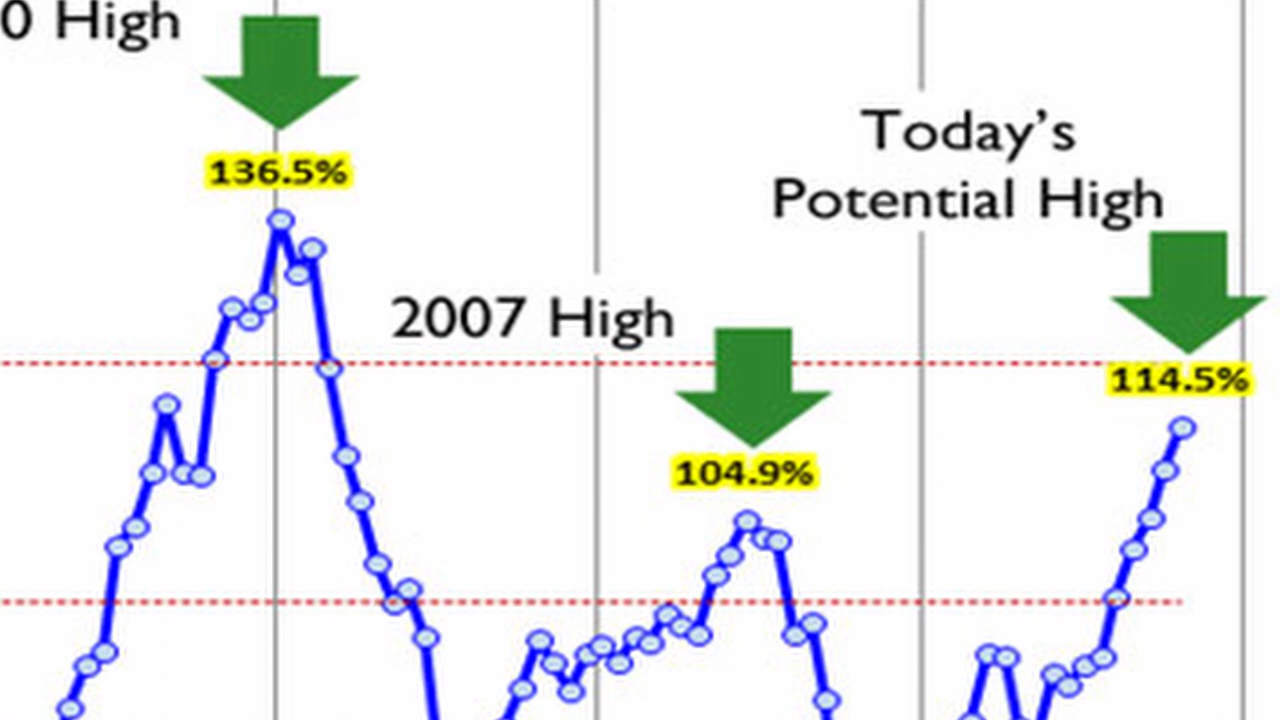 0 High
136.5%
Today's
Potential High
2007 High
114.5%
104.9%